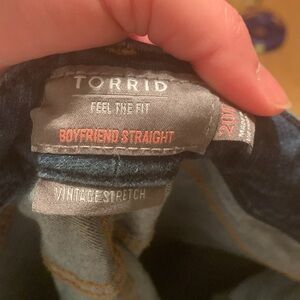 TORRID
FEEL THE FIT
BOYFRIEND STRAIGHT
VINTAGE STRETCH